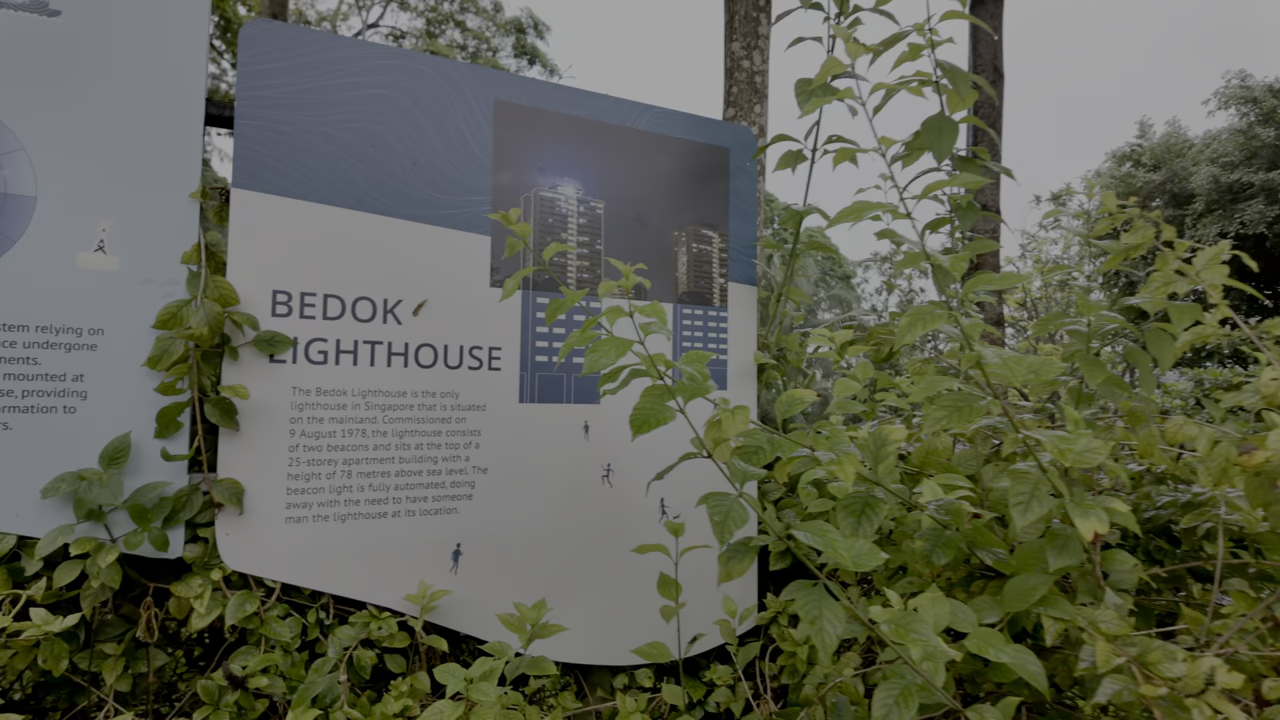 stem relying on
ice undergone
nents.
mounted at
se, providing
ormation to
rs.
BEDOK
LIGHTHOUSE
The Bedok Lighthouse is the only
lighthouse in Singapore that is situated
on the mainland. Commissioned on
9 August 1978, the lighthouse consists
of two beacons and sits at the top of a
25-storey apartment building with a
height of 78 metres above sea level. The
beacon light is fully automated, doing
away with the need to have someone
man the lighthouse at its location.